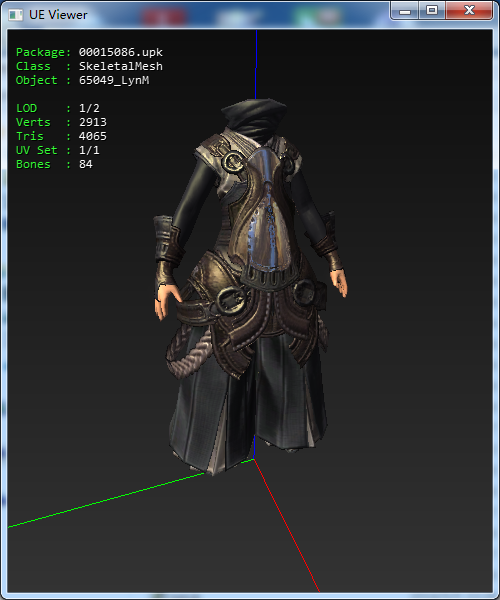 UE Viewer
Package: 00015086.upk
Class : SkeletalMesh
Object : 65049_LynM
LOD : 1/2
Verts : 2913
Tris : 4065
UV Set : 1/1
Bones : 84